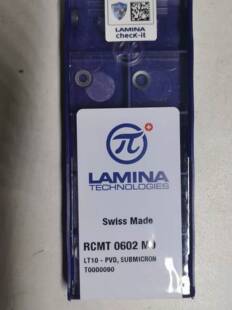 LAMINA
check-it
π+
LAMINA
TECHNOLOGIES
Swiss Made
RCMT 0602 M0
LT10 - PVD, SUBMICRON
T0000090